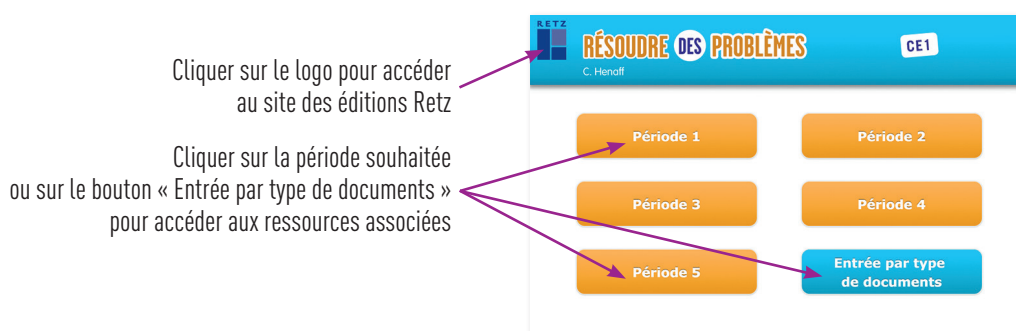 RETZ
RÉSOUDRE DES PROBLÈMES
CE1
C. Henaff
Cliquer sur le logo pour accéder
au site des éditions Retz
Cliquer sur la période souhaitée
ou sur le bouton « Entrée par type de documents »
pour accéder aux ressources associées
Période 1
Période 2
Période 3
Période 4
Période 5
Entrée par type
de documents